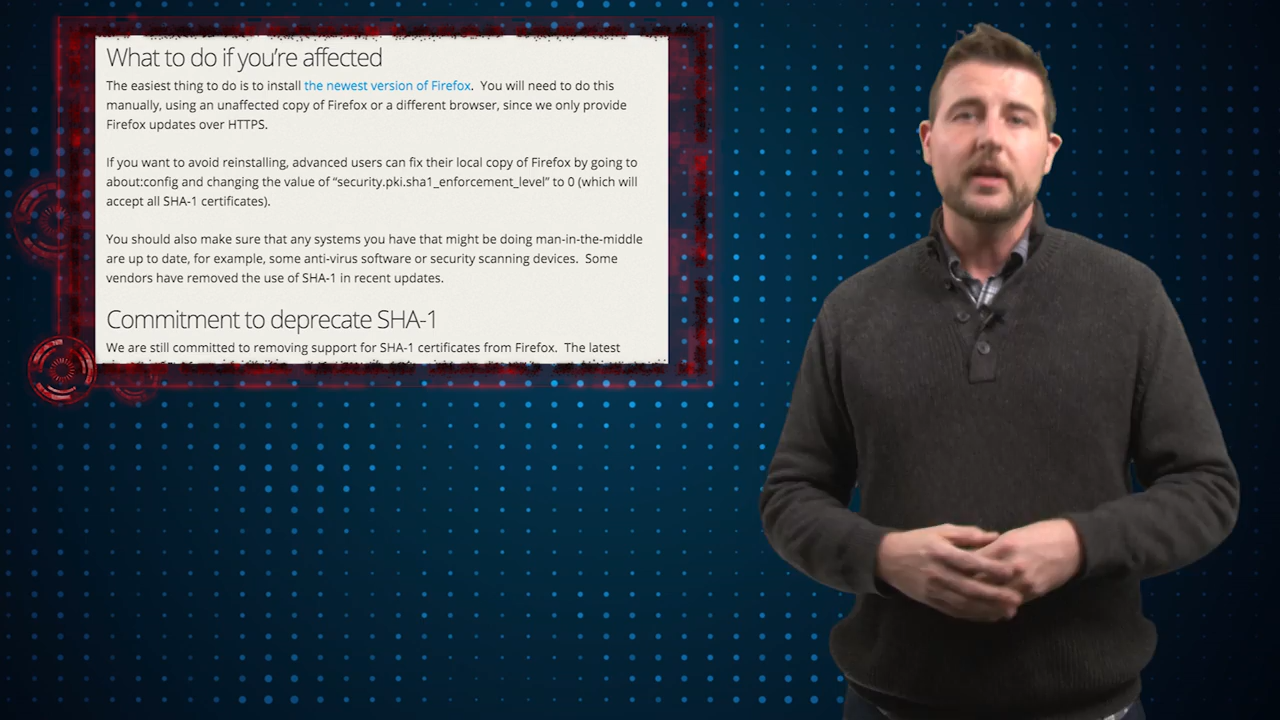 What to do if you’re affected
The easiest thing to do is to install the newest version of Firefox.  You will need to do this
manually, using an unaffected copy of Firefox or a different browser, since we only provide
Firefox updates over HTTPS.
If you want to avoid reinstalling, advanced users can fix their local copy of Firefox by going to
about:config and changing the value of “security.pki.sha1_enforcement_level” to 0 (which will
accept all SHA-1 certificates).
You should also make sure that any systems you have that might be doing man-in-the-middle
are up to date, for example, some anti-virus software or security scanning devices.  Some
vendors have removed the use of SHA-1 in recent updates.
Commitment to deprecate SHA-1
We are still committed to removing support for SHA-1 certificates from Firefox.  The latest